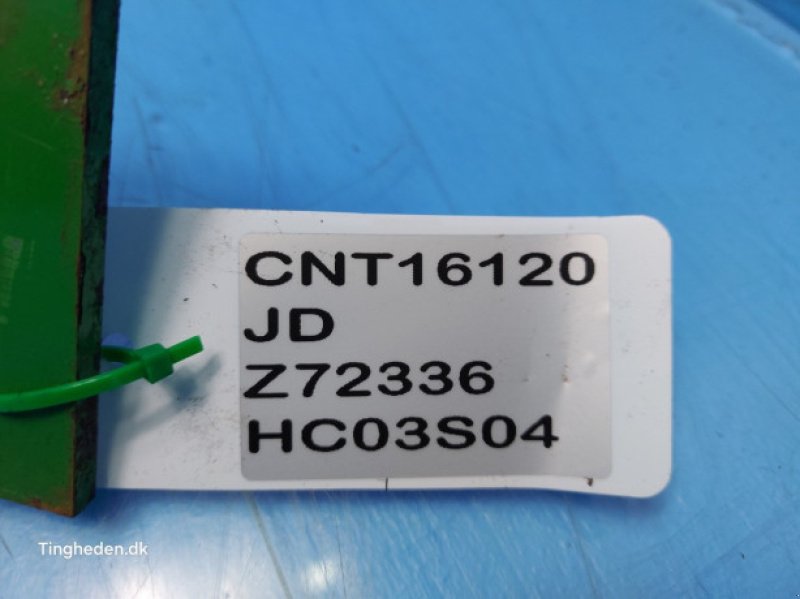 CNT16120
JD
Z72336
HC03S04
Tingheden.dk